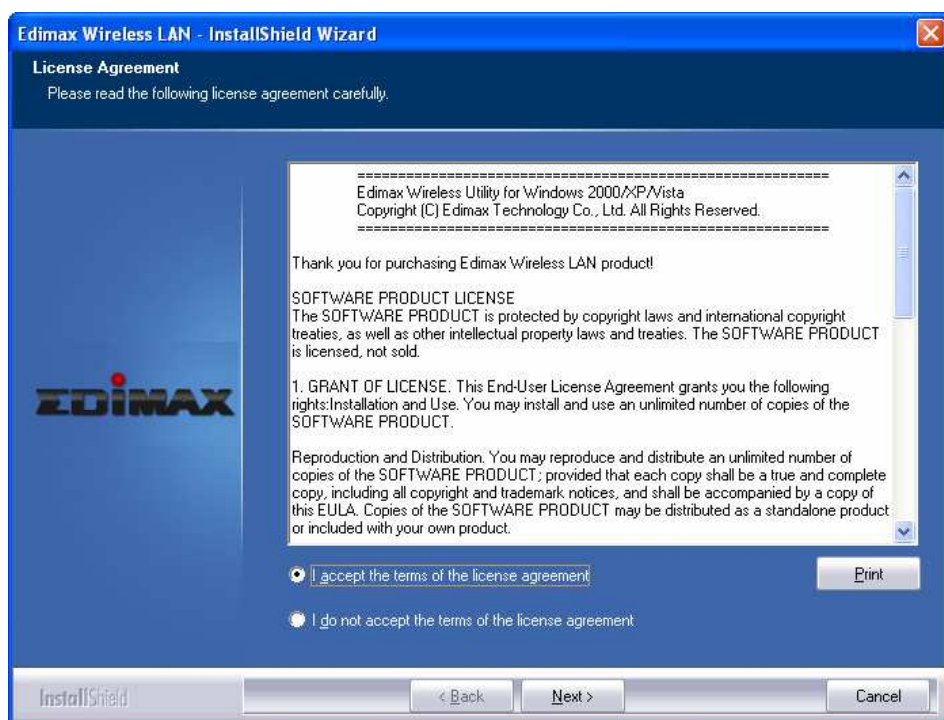 Edimax Wireless LAN - InstallShield Wizard
License Agreement
Please read the following license agreement carefully.
=========================================================
Edimax Wireless Utility for Windows 2000/XP/Vista
Copyright (C) Edimax Technology Co., Ltd. All Rights Reserved.
=========================================================
Thank you for purchasing Edimax Wireless LAN product!
SOFTWARE PRODUCT LICENSE
The SOFTWARE PRODUCT is protected by copyright laws and international copyright
treaties, as well as other intellectual property laws and treaties. The SOFTWARE PRODUCT
is licensed, not sold.
1. GRANT OF LICENSE. This End-User License Agreement grants you the following
rights:Installation and Use. You may install and use an unlimited number of copies of the
SOFTWARE PRODUCT.
Reproduction and Distribution. You may reproduce and distribute an unlimited number of
copies of the SOFTWARE PRODUCT; provided that each copy shall be a true and complete
copy, including all copyright and trademark notices, and shall be accompanied by a copy of
this EULA. Copies of the SOFTWARE PRODUCT may be distributed as a standalone product
or included with your own product.
EDIMAX
I accept the terms of the license agreement
Print
I do not accept the terms of the license agreement
InstallShield
< Back
Next >
Cancel